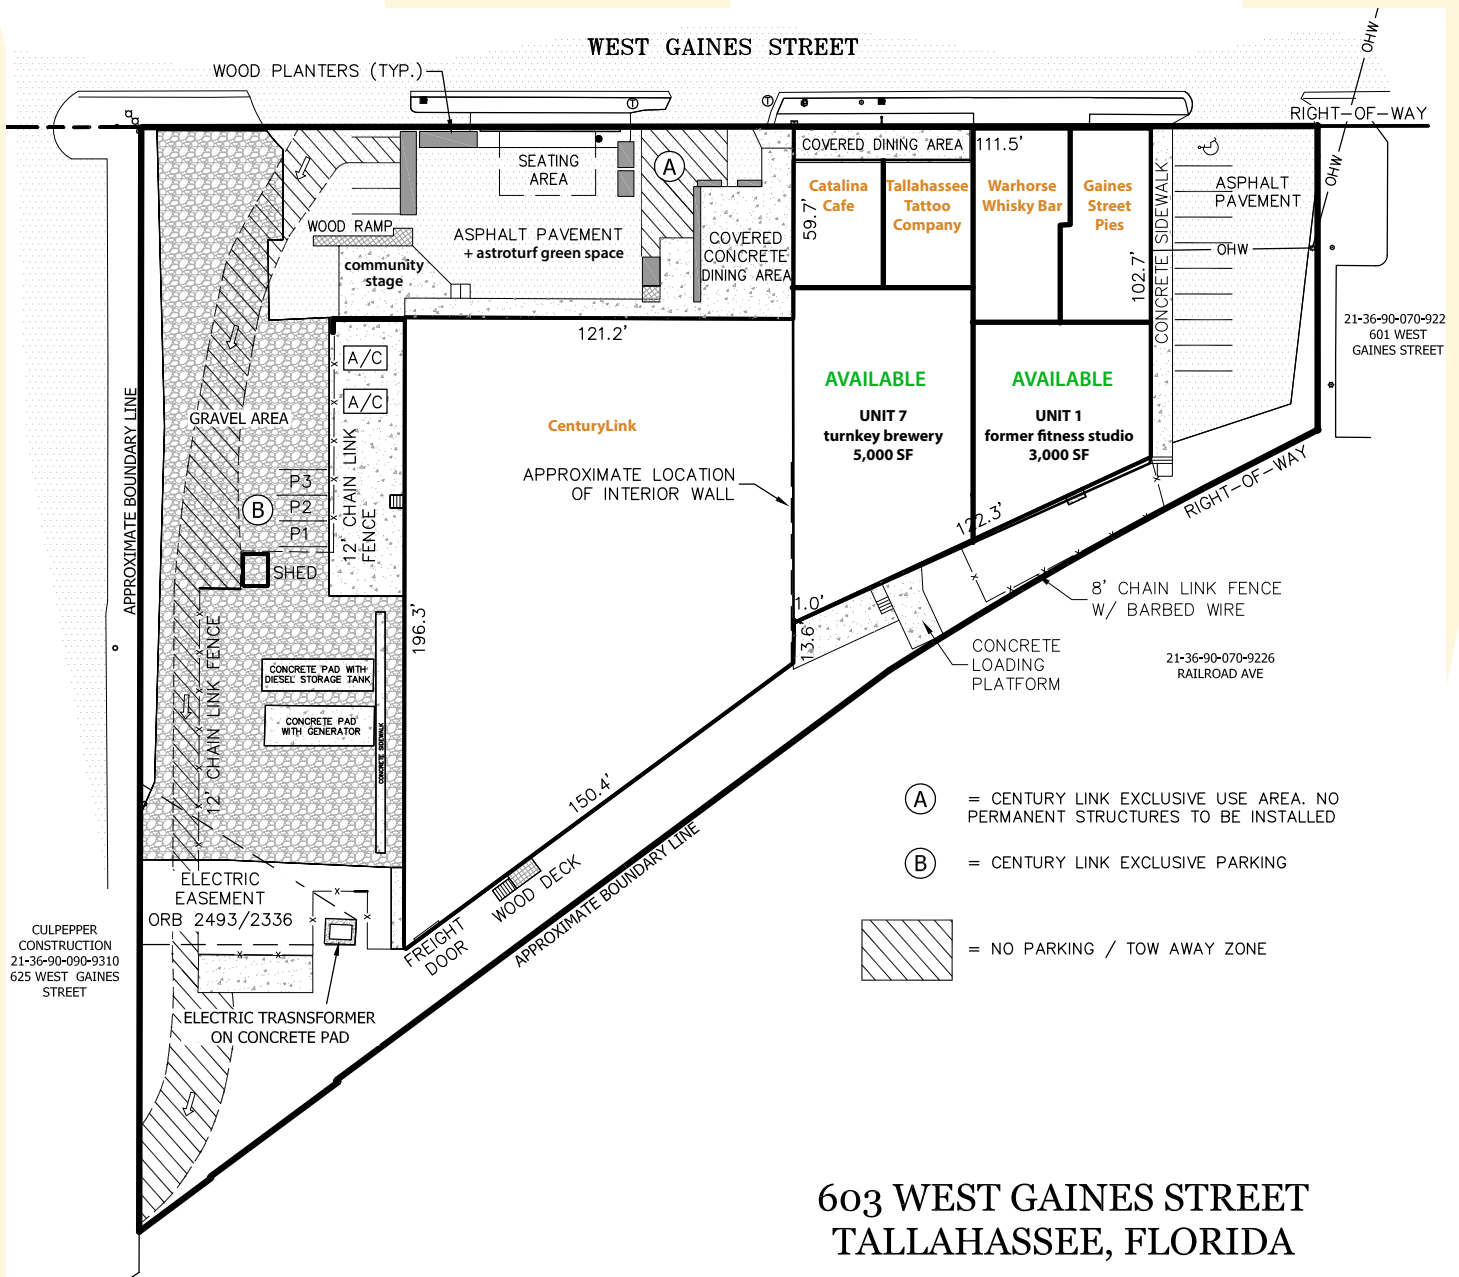 WEST GAINES STREET
OHW
WOOD PLANTERS (TYP.)
T
T
RIGHT-OF-WAY
COVERED DINING AREA
111.5'
SEATING
AREA
A
ASPHALT
PAVEMENT
OHW
Catalina
Cafe
Tallahassee
Tattoo
Company
Warhorse
Whisky Bar
Gaines
Street
Pies
59.7'
CONCRETE SIDEWALK
WOOD RAMP
ASPHALT PAVEMENT
+ astroturf green space
COVERED
CONCRETE
DINING AREA
OHW
community
stage
102.7'
121.2'
21-36-90-070-922
601 WEST
GAINES STREET
A/C
A/C
AVAILABLE
UNIT 7
turnkey brewery
5,000 SF
AVAILABLE
UNIT 1
former fitness studio
3,000 SF
GRAVEL AREA
CenturyLink
APPROXIMATE BOUNDARY LINE
12' CHAIN LINK
FENCE
APPROXIMATE LOCATION
OF INTERIOR WALL
P3
P2
P1
B
RIGHT-OF-WAY
122.3'
SHED
8' CHAIN LINK FENCE
W/ BARBED WIRE
1.0'
13.6'
196.3'
12' CHAIN LINK FENCE
CONCRETE
LOADING
PLATFORM
21-36-90-070-9226
RAILROAD AVE
CONCRETE PAD WITH
DIESEL STORAGE TANK
CONCRETE PAD
WITH GENERATOR
CONCRETE SIDEWALK
150.4'
A = CENTURY LINK EXCLUSIVE USE AREA. NO
PERMANENT STRUCTURES TO BE INSTALLED
B = CENTURY LINK EXCLUSIVE PARKING
ELECTRIC
EASEMENT
ORB 2493/2336
WOOD DECK
APPROXIMATE BOUNDARY LINE
FREIGHT
DOOR
CULPEPPER
CONSTRUCTION
21-36-90-090-9310
625 WEST GAINES
STREET
= NO PARKING / TOW AWAY ZONE
ELECTRIC TRASNSFORMER
ON CONCRETE PAD
603 WEST GAINES STREET
TALLAHASSEE, FLORIDA